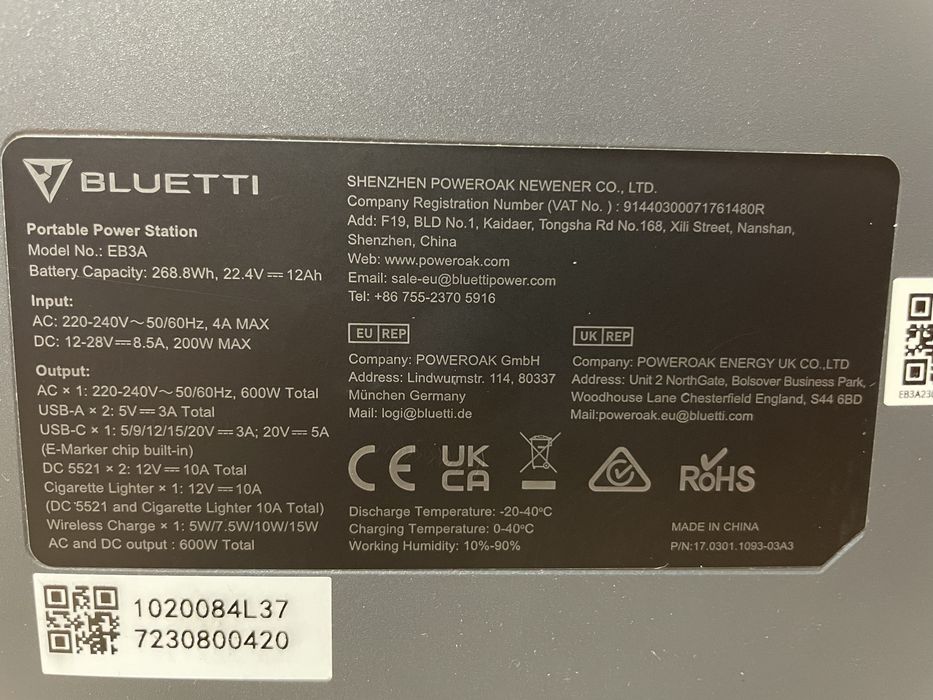 BLUETTI
Portable Power Station
Model No.: EB3A
Battery Capacity: 268.8Wh, 22.4V⎓12Ah
Input:
AC: 220-240V～50/60Hz, 4A MAX
DC: 12-28V⎓8.5A, 200W MAX
Output:
AC × 1: 220-240V～50/60Hz, 600W Total
USB-A × 2: 5V⎓3A Total
USB-C × 1: 5/9/12/15/20V⎓3A; 20V⎓5A
(E-Marker chip built-in)
DC 5521 × 2: 12V⎓10A Total
Cigarette Lighter × 1: 12V⎓10A
(DC 5521 and Cigarette Lighter 10A Total)
Wireless Charge × 1: 5W/7.5W/10W/15W
AC and DC output : 600W Total
SHENZHEN POWEROAK NEWENER CO., LTD.
Company Registration Number (VAT No. ) : 91440300071761480R
Add: F19, BLD No.1, Kaidaer, Tongsha Rd No.168, Xili Street, Nanshan,
Shenzhen, China
Web: www.poweroak.com
Email: sale-eu@bluettipower.com
Tel: +86 755-2370 5916
EU REP
Company: POWEROAK GmbH
Address: Lindwurmstr. 114, 80337
München Germany
Mail: logi@bluetti.de
UK REP
Company: POWEROAK ENERGY UK CO.,LTD
Address: Unit 2 NorthGate, Bolsover Business Park,
Woodhouse Lane Chesterfield England, S44 6BD
Mail:poweroak.eu@bluetti.com
CE
UK
CA
RoHS
Discharge Temperature: -20-40°C
Charging Temperature: 0-40°C
Working Humidity: 10%-90%
MADE IN CHINA
P/N:17.0301.1093-03A3
1020084L37
7230800420